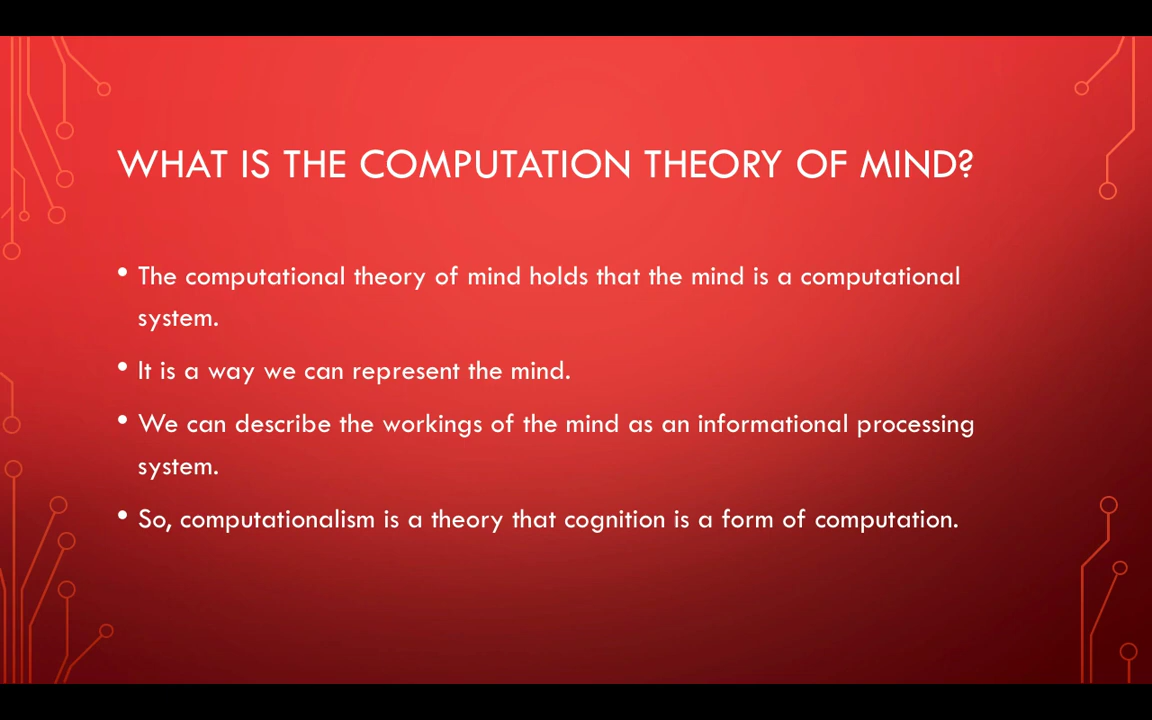 WHAT IS THE COMPUTATION THEORY OF MIND?
• The computational theory of mind holds that the mind is a computational
system.
• It is a way we can represent the mind.
• We can describe the workings of the mind as an informational processing
system.
• So, computationalism is a theory that cognition is a form of computation.